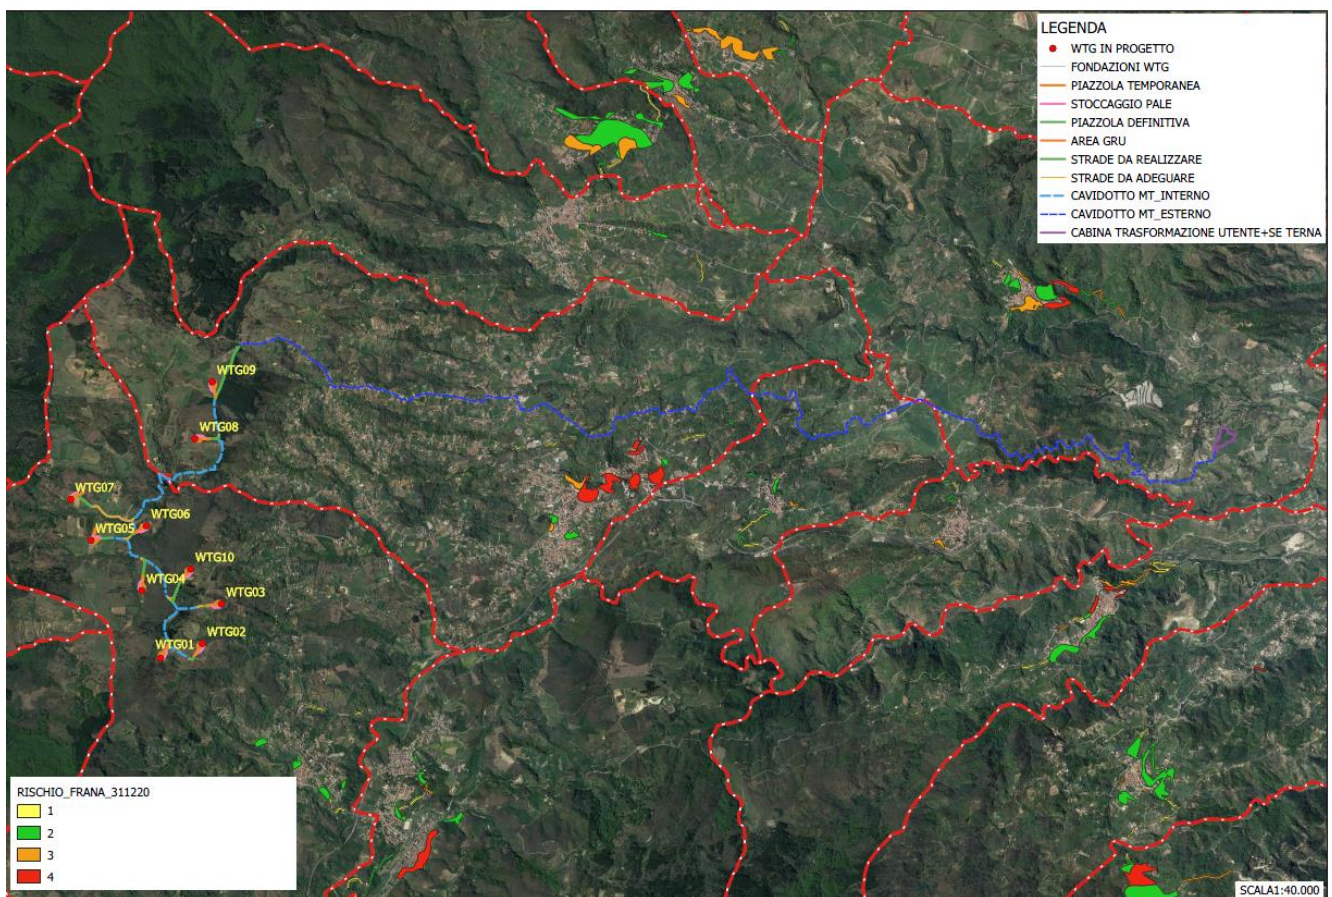 LEGENDA
WTG IN PROGETTO
FONDAZIONI WTG
PIAZZOLA TEMPORANEA
STOCCAGGIO PALE
PIAZZOLA DEFINITIVA
AREA GRU
STRADE DA REALIZZARE
STRADE DA ADEGUARE
CAVIDOTTO MT_INTERNO
CAVIDOTTO MT_ESTERNO
CABINA TRASFORMAZIONE UTENTE+SE TERNA
WTG09
WTG08
WTG07
WTG06
WTG05
WTG10
WTG04
WTG03
WTG02
WTG01
RISCHIO_FRANA_311220
1
2
3
4
SCALA1:40.000